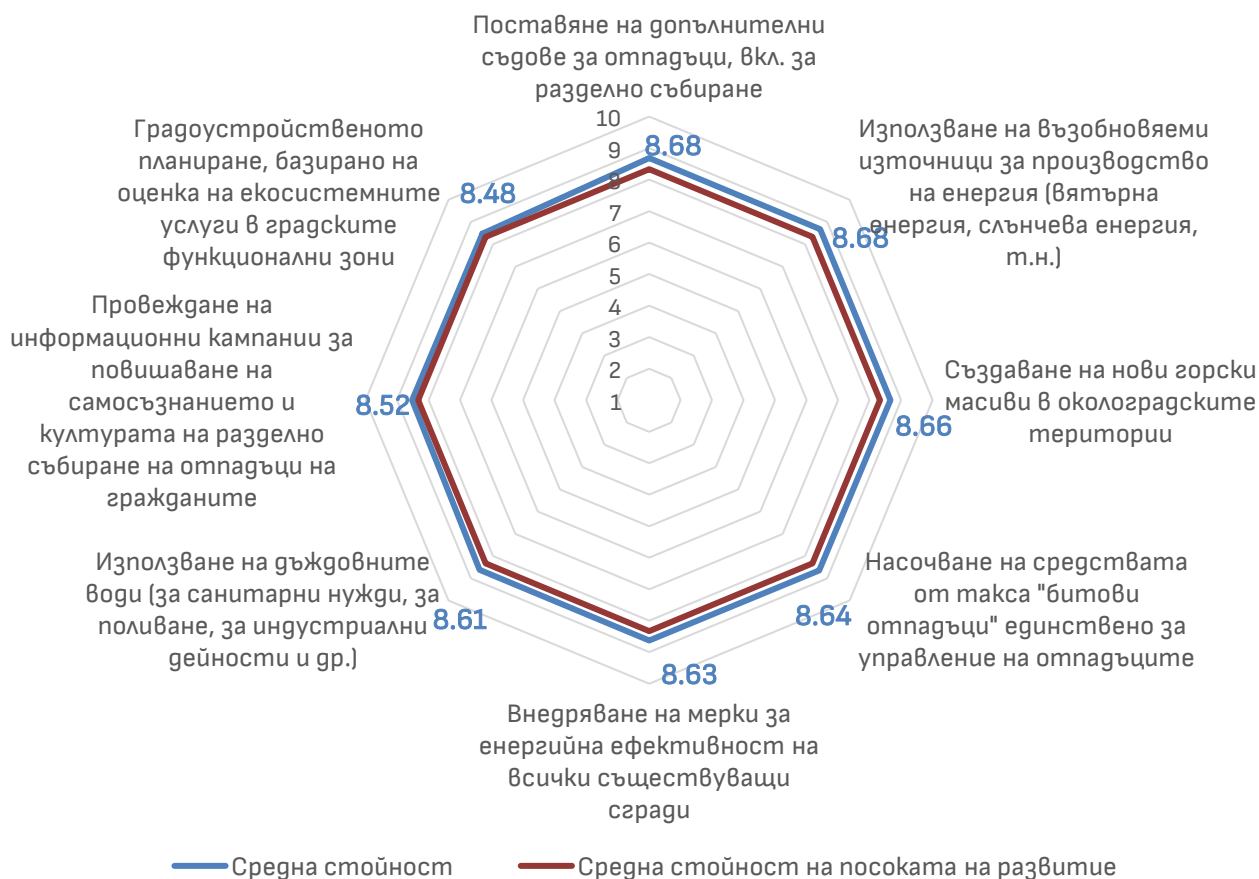 Поставяне на допълнителни
съдове за отпадъци, вкл. за
разделно събиране
Използване на възобновяеми
източници за производство
на енергия (вятърна
енергия, слънчева енергия,
т.н.)
Създаване на нови горски
масиви в околоградските
територии
Насочване на средствата
от такса "битови
отпадъци" единствено за
управление на отпадъците
Внедряване на мерки за
енергийна ефективност на
всички съществуващи
сгради
Използване на дъждовните
води (за санитарни нужди, за
поливане, за индустриални
дейности и др.)
Провеждане на
информационни кампании за
повишаване на
самосъзнанието и
културата на разделно
събиране на отпадъци на
гражданите
Градоустройственото
планиране, базирано на
оценка на екосистемните
услуги в градските
функционални зони
8.68
8.68
8.66
8.64
8.63
8.61
8.52
8.48
10
9
8
7
6
5
4
3
2
1
Средна стойност
Средна стойност на посоката на развитие